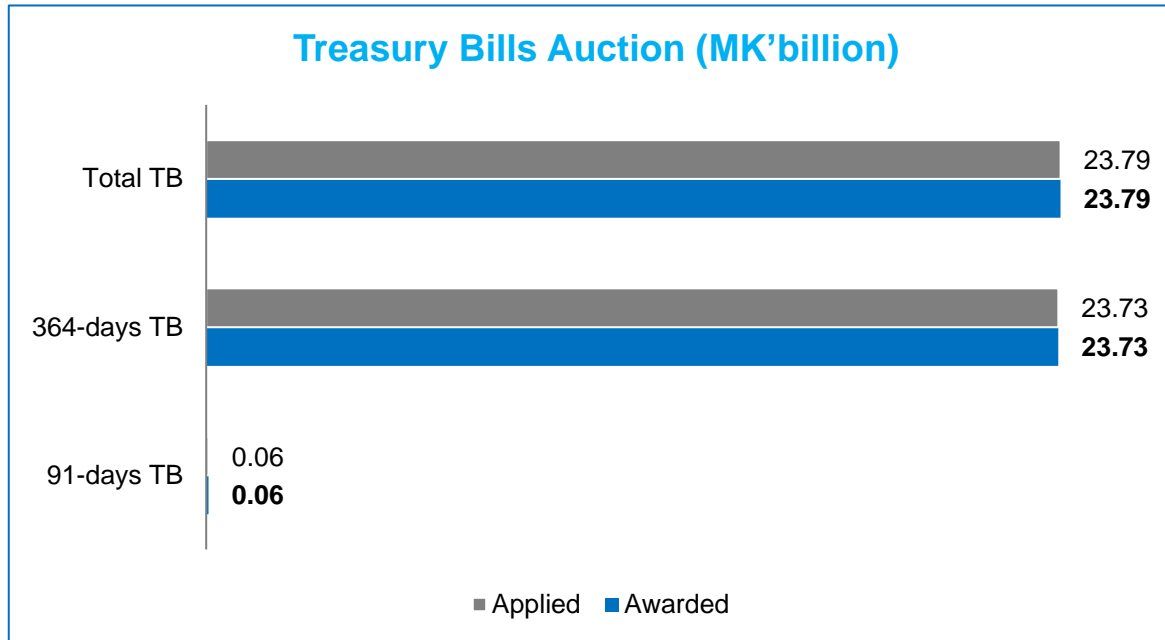 Treasury Bills Auction (MK’billion)
Total TB
23.79
23.79
364-days TB
23.73
23.73
91-days TB
0.06
0.06
Applied Awarded